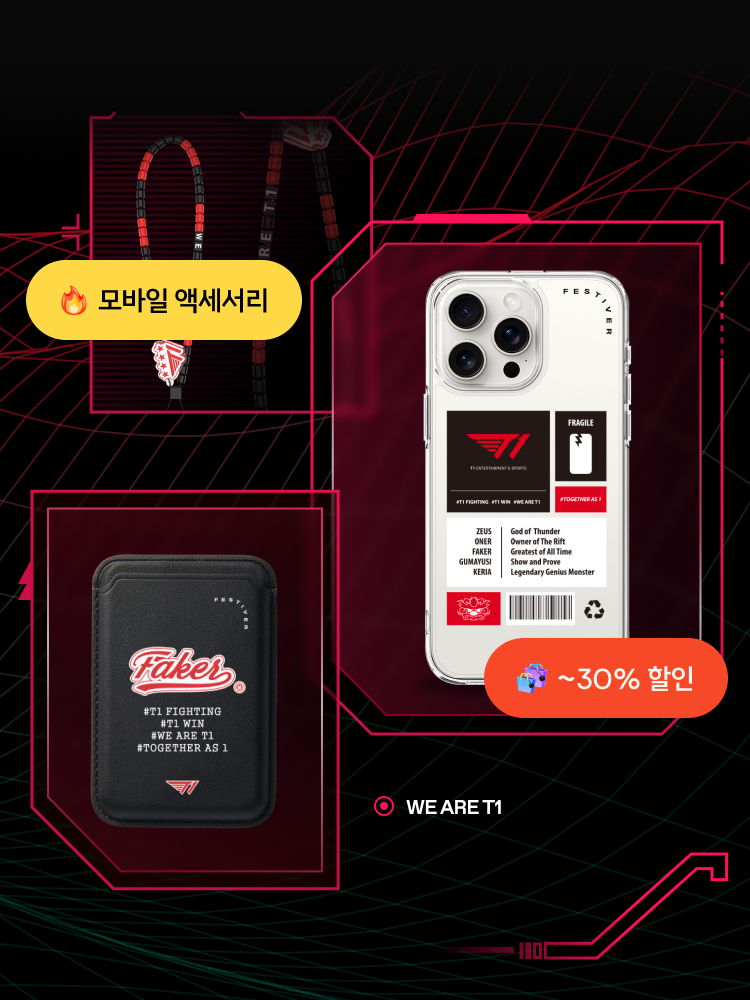 WE
RE T1
🔥 모바일 액세서리
FESTIVER
T1
T1 ENTERTAINMENT & SPORTS
#T1 FIGHTING #T1 WIN #WE ARE T1
FRAGILE
#TOGETHER AS 1
ZEUS God of Thunder
ONER Owner of The Rift
FAKER Greatest of All Time
GUMAYUSI Show and Prove
KERIA Legendary Genius Monster
🛍️ ~30% 할인
FESTIVER
Faker
#T1 FIGHTING
#T1 WIN
#WE ARE T1
#TOGETHER AS 1
T1
WE ARE T1